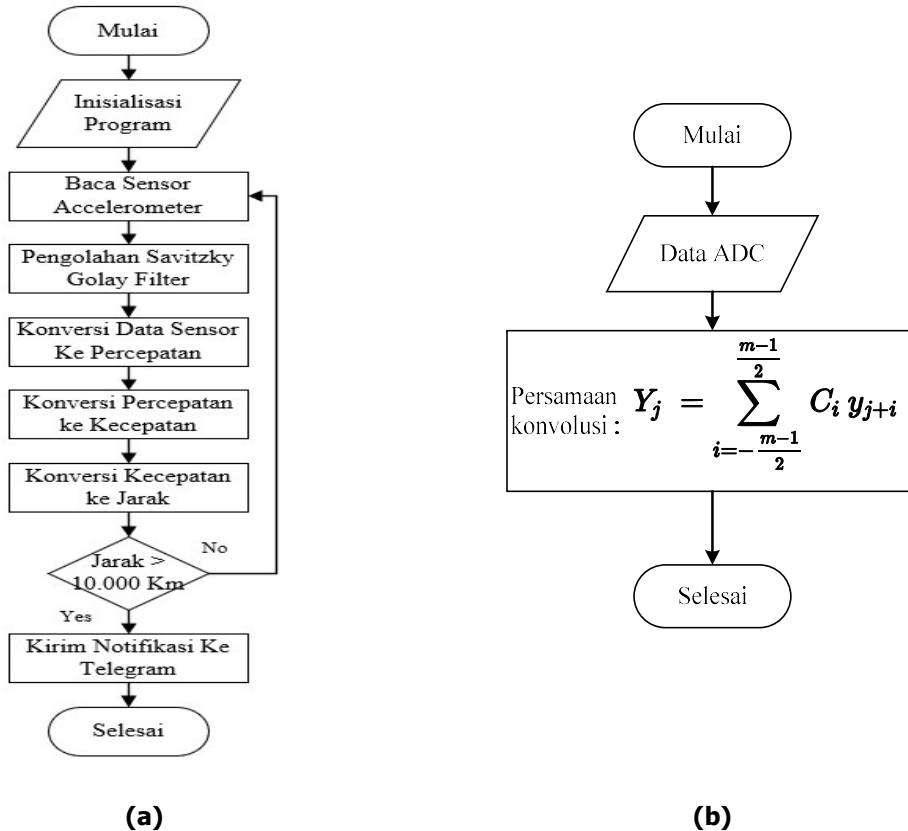 Mulai
Inisialisasi
Program
Baca Sensor
Accelerometer
Pengolahan Savitzky
Golay Filter
Konversi Data Sensor
Ke Percepatan
Konversi Percepatan
ke Kecepatan
Konversi Kecepatan
ke Jarak
Jarak >
10.000 Km
No
Yes
Kirim Notifikasi Ke
Telegram
Selesai
(a)
Mulai
Data ADC
Persamaan
konvolusi : Y_j = \sum_{i=-\frac{m-1}{2}}^{\frac{m-1}{2}} C_i y_{j+i}
Selesai
(b)